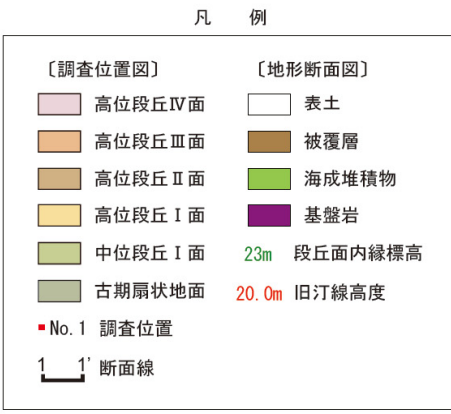 凡 例
〔調査位置図〕
高位段丘Ⅳ面
高位段丘Ⅲ面
高位段丘Ⅱ面
高位段丘Ⅰ面
中位段丘Ⅰ面
古期扇状地面
No. 1 調査位置
1 1' 断面線
〔地形断面図〕
表土
被覆層
海成堆積物
基盤岩
23m 段丘面内縁標高
20.0m 旧汀線高度